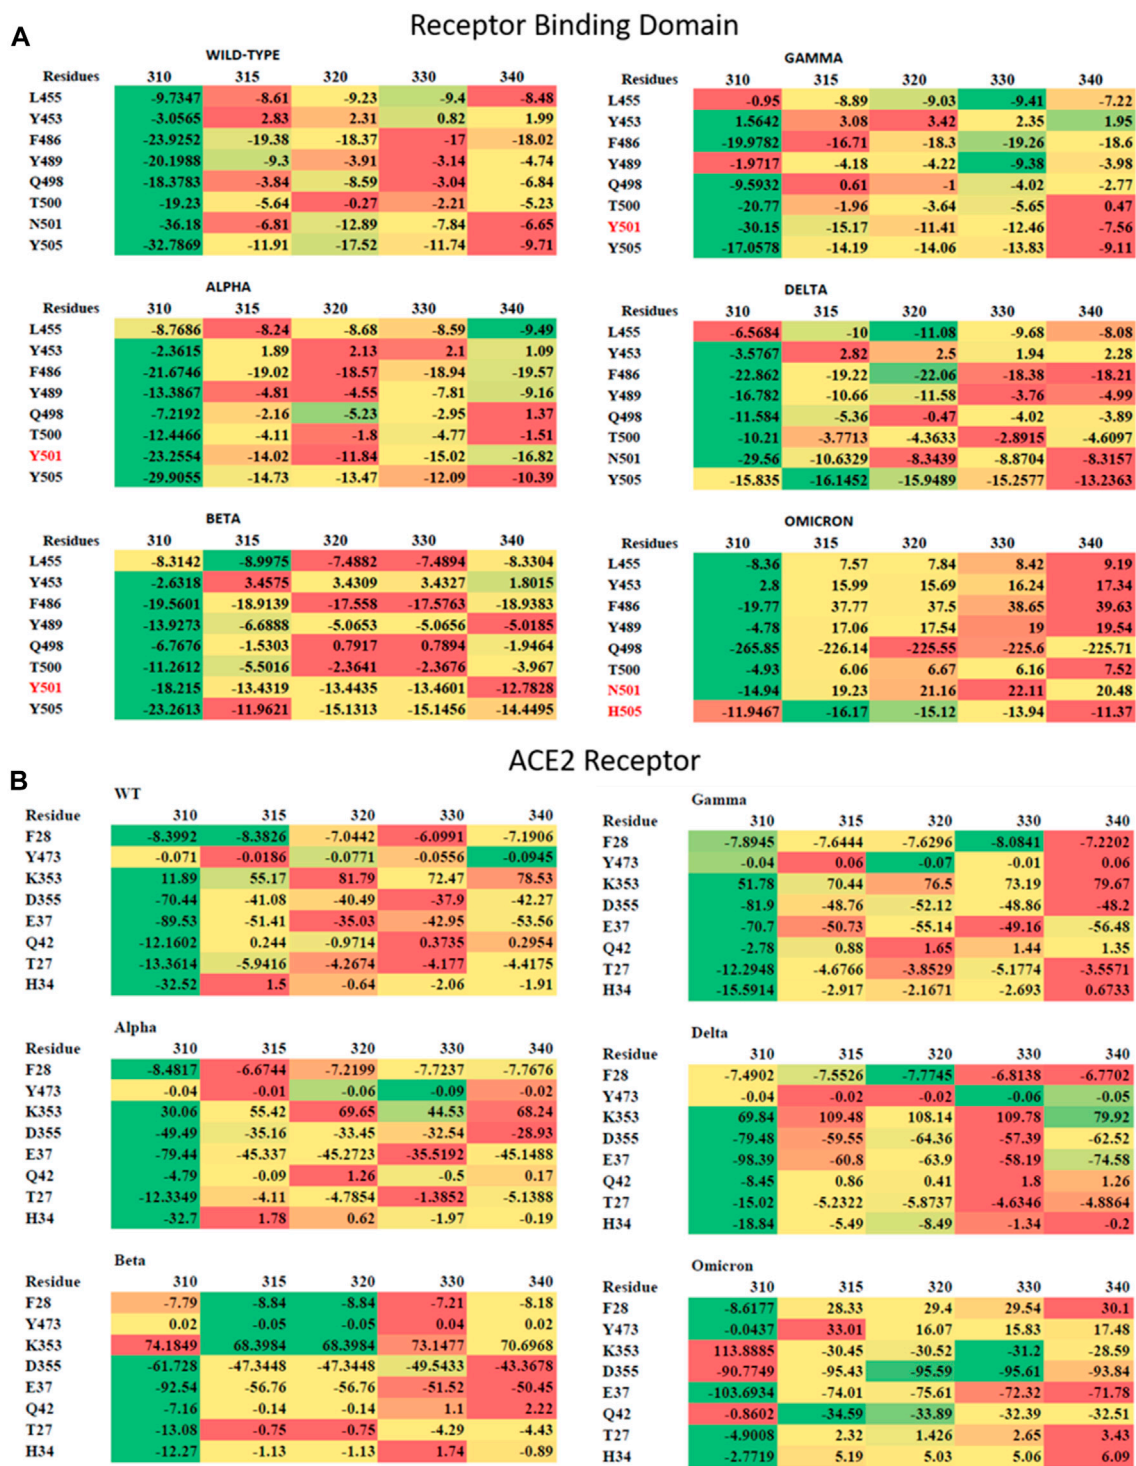 A
Receptor Binding Domain
WILD-TYPE
Residues 310 315 320 330 340
L455 -9.7347 -8.61 -9.23 -9.4 -8.48
Y453 -3.0565 2.83 2.31 0.82 1.99
F486 -23.9252 -19.38 -18.37 -17 -18.02
Y489 -20.1988 -9.3 -3.91 -3.14 -4.74
Q498 -18.3783 -3.84 -8.59 -3.04 -6.84
T500 -19.23 -5.64 -0.27 -2.21 -5.23
N501 -36.18 -6.81 -12.89 -7.84 -6.65
Y505 -32.7869 -11.91 -17.52 -11.74 -9.71
GAMMA
Residues 310 315 320 330 340
L455 -0.95 -8.89 -9.03 -9.41 -7.22
Y453 1.5642 3.08 3.42 2.35 1.95
F486 -19.9782 -16.71 -18.3 -19.26 -18.6
Y489 -1.9717 -4.18 -4.22 -9.38 -3.98
Q498 -9.5932 0.61 -1 -4.02 -2.77
T500 -20.77 -1.96 -3.64 -5.65 0.47
Y501 -30.15 -15.17 -11.41 -12.46 -7.56
Y505 -17.0578 -14.19 -14.06 -13.83 -9.11
ALPHA
Residues 310 315 320 330 340
L455 -8.7686 -8.24 -8.68 -8.59 -9.49
Y453 -2.3615 1.89 2.13 2.1 1.09
F486 -21.6746 -19.02 -18.57 -18.94 -19.57
Y489 -13.3867 -4.81 -4.55 -7.81 -9.16
Q498 -7.2192 -2.16 -5.23 -2.95 1.37
T500 -12.4466 -4.11 -1.8 -4.77 -1.51
Y501 -23.2554 -14.02 -11.84 -15.02 -16.82
Y505 -29.9055 -14.73 -13.47 -12.09 -10.39
DELTA
Residues 310 315 320 330 340
L455 -6.5684 -10 -11.08 -9.68 -8.08
Y453 -3.5767 2.82 2.5 1.94 2.28
F486 -22.862 -19.22 -22.06 -18.38 -18.21
Y489 -16.782 -10.66 -11.58 -3.76 -4.99
Q498 -11.584 -5.36 -0.47 -4.02 -3.89
T500 -10.21 -3.7713 -4.3633 -2.8915 -4.6097
N501 -29.56 -10.6329 -8.3439 -8.8704 -8.3157
Y505 -15.835 -16.1452 -15.9489 -15.2577 -13.2363
BETA
Residues 310 315 320 330 340
L455 -8.3142 -8.9975 -7.4882 -7.4894 -8.3304
Y453 -2.6318 3.4575 3.4309 3.4327 1.8015
F486 -19.5601 -18.9139 -17.558 -17.5763 -18.9383
Y489 -13.9273 -6.6888 -5.0653 -5.0656 -5.0185
Q498 -6.7676 -1.5303 0.7917 0.7894 -1.9464
T500 -11.2612 -5.5016 -2.3641 -2.3676 -3.967
Y501 -18.215 -13.4319 -13.4435 -13.4601 -12.7828
Y505 -23.2613 -11.9621 -15.1313 -15.1456 -14.4495
OMICRON
Residues 310 315 320 330 340
L455 -8.36 7.57 7.84 8.42 9.19
Y453 2.8 15.99 15.69 16.24 17.34
F486 -19.77 37.77 37.5 38.65 39.63
Y489 -4.78 17.06 17.54 19 19.54
Q498 -265.85 -226.14 -225.55 -225.6 -225.71
T500 -4.93 6.06 6.67 6.16 7.52
N501 -14.94 19.23 21.16 22.11 20.48
H505 -11.9467 -16.17 -15.12 -13.94 -11.37
B
ACE2 Receptor
WT
Residue 310 315 320 330 340
F28 -8.3992 -8.3826 -7.0442 -6.0991 -7.1906
Y473 -0.071 -0.0186 -0.0771 -0.0556 -0.0945
K353 11.89 55.17 81.79 72.47 78.53
D355 -70.44 -41.08 -40.49 -37.9 -42.27
E37 -89.53 -51.41 -35.03 -42.95 -53.56
Q42 -12.1602 0.244 -0.9714 0.3735 0.2954
T27 -13.3614 -5.9416 -4.2674 -4.177 -4.4175
H34 -32.52 1.5 -0.64 -2.06 -1.91
Gamma
Residue 310 315 320 330 340
F28 -7.8945 -7.6444 -7.6296 -8.0841 -7.2202
Y473 -0.04 0.06 -0.07 -0.01 0.06
K353 51.78 70.44 76.5 73.19 79.67
D355 -81.9 -48.76 -52.12 -48.86 -48.2
E37 -70.7 -50.73 -55.14 -49.16 -56.48
Q42 -2.78 0.88 1.65 1.44 1.35
T27 -12.2948 -4.6766 -3.8529 -5.1774 -3.5571
H34 -15.5914 -2.917 -2.1671 -2.693 0.6733
Alpha
Residue 310 315 320 330 340
F28 -8.4817 -6.6744 -7.2199 -7.7237 -7.7676
Y473 -0.04 -0.01 -0.06 -0.09 -0.02
K353 30.06 55.42 69.65 44.53 68.24
D355 -49.49 -35.16 -33.45 -32.54 -28.93
E37 -79.44 -45.337 -45.2723 -35.5192 -45.1488
Q42 -4.79 -0.09 1.26 -0.5 0.17
T27 -12.3349 -4.11 -4.7854 -1.3852 -5.1388
H34 -32.7 1.78 0.62 -1.97 -0.19
Delta
Residue 310 315 320 330 340
F28 -7.4902 -7.5526 -7.7745 -6.8138 -6.7702
Y473 -0.04 -0.02 -0.02 -0.06 -0.05
K353 69.84 109.48 108.14 109.78 79.92
D355 -79.48 -59.55 -64.36 -57.39 -62.52
E37 -98.39 -60.8 -63.9 -58.19 -74.58
Q42 -8.45 0.86 0.41 1.8 1.26
T27 -15.02 -5.2322 -5.8737 -4.6346 -4.8864
H34 -18.84 -5.49 -8.49 -1.34 -0.2
Beta
Residue 310 315 320 330 340
F28 -7.79 -8.84 -8.84 -7.21 -8.18
Y473 0.02 -0.05 -0.05 0.04 0.02
K353 74.1849 68.3984 68.3984 73.1477 70.6968
D355 -61.728 -47.3448 -47.3448 -49.5433 -43.3678
E37 -92.54 -56.76 -56.76 -51.52 -50.45
Q42 -7.16 -0.14 -0.14 1.1 2.22
T27 -13.08 -0.75 -0.75 -4.29 -4.43
H34 -12.27 -1.13 -1.13 1.74 -0.89
Omicron
Residue 310 315 320 330 340
F28 -8.6177 28.33 29.4 29.54 30.1
Y473 -0.0437 33.01 16.07 15.83 17.48
K353 113.8885 -30.45 -30.52 -31.2 -28.59
D355 -90.7749 -95.43 -95.59 -95.61 -93.84
E37 -103.6934 -74.01 -75.61 -72.32 -71.78
Q42 -0.8602 -34.59 -33.89 -32.39 -32.51
T27 -4.9008 2.32 1.426 2.65 3.43
H34 -2.7719 5.19 5.03 5.06 6.09